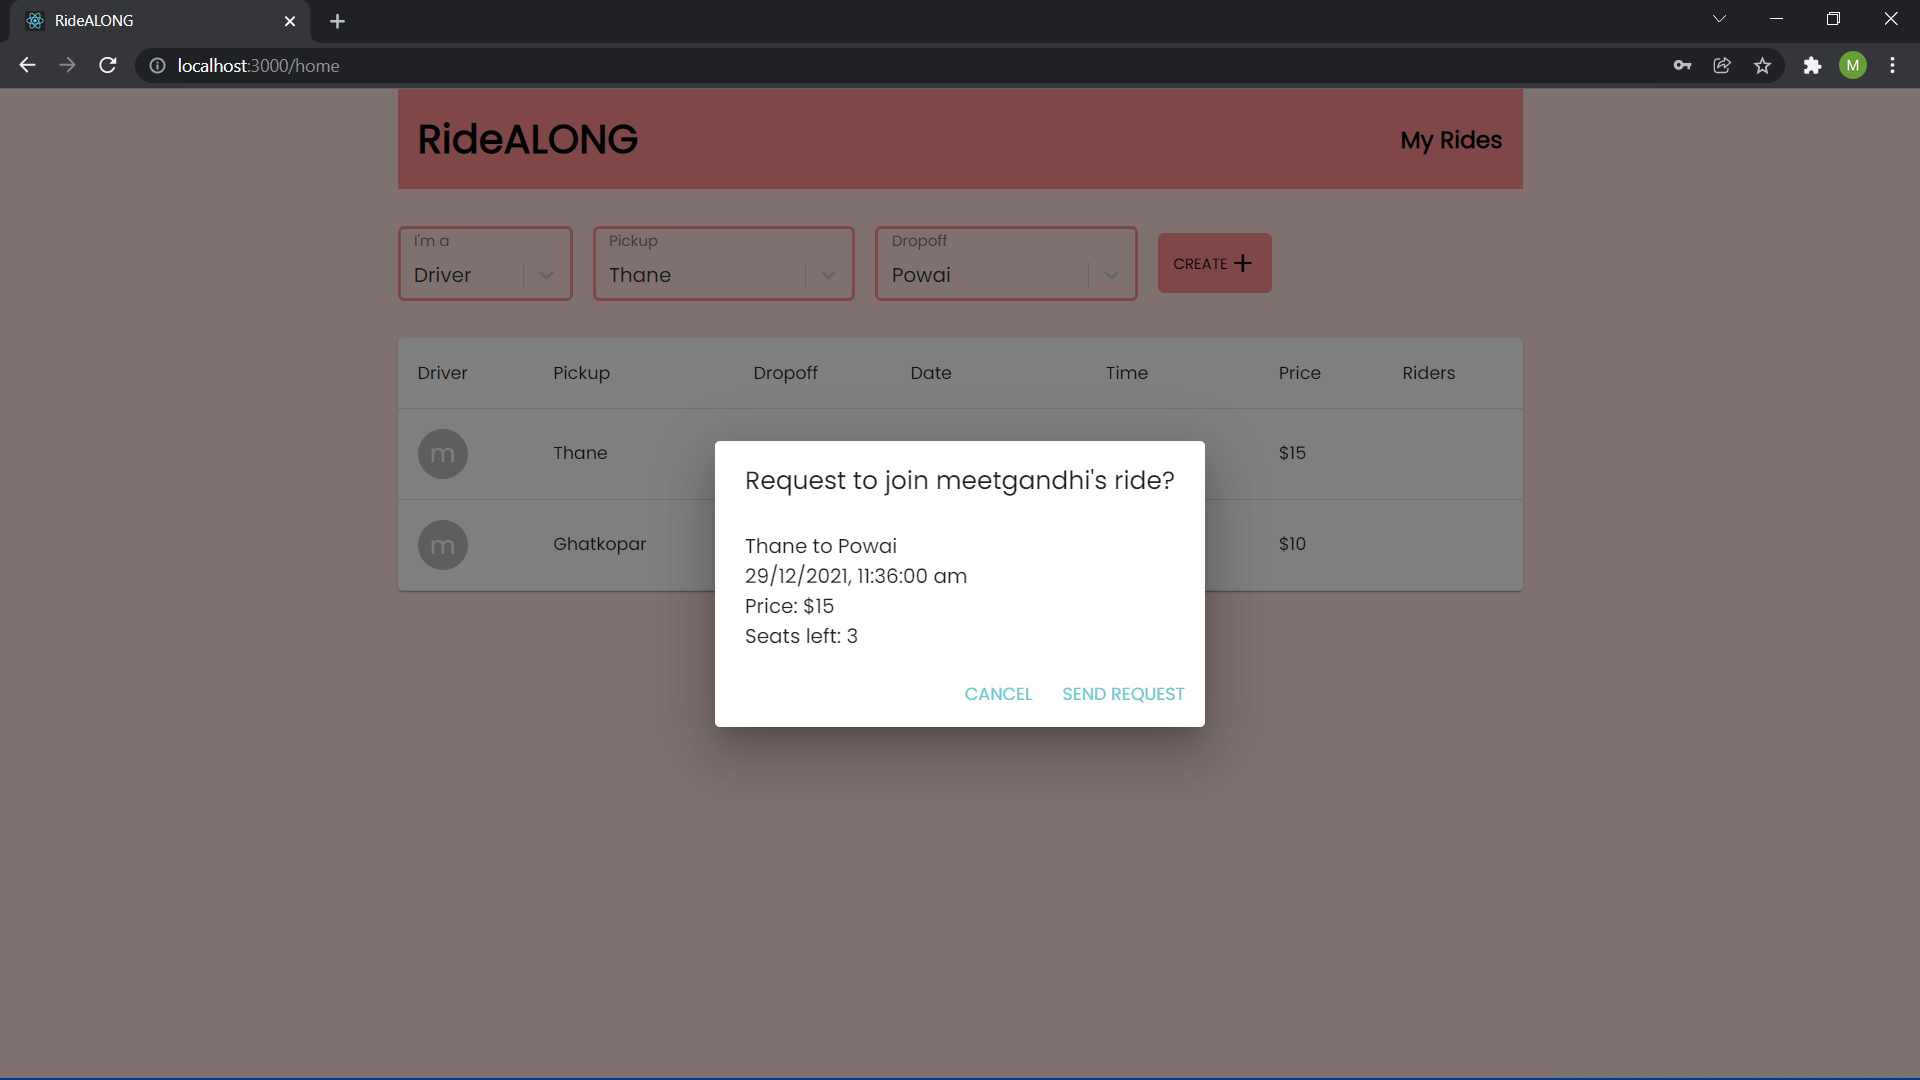 RideALONG
localhost:3000/home
M
RideALONG
My Rides
I'm a
Driver
Pickup
Thane
Dropoff
Powai
CREATE +
Driver Pickup Dropoff Date Time Price Riders
m Thane $15
m Ghatkopar $10
Request to join meetgandhi's ride?
Thane to Powai
29/12/2021, 11:36:00 am
Price: $15
Seats left: 3
CANCEL SEND REQUEST